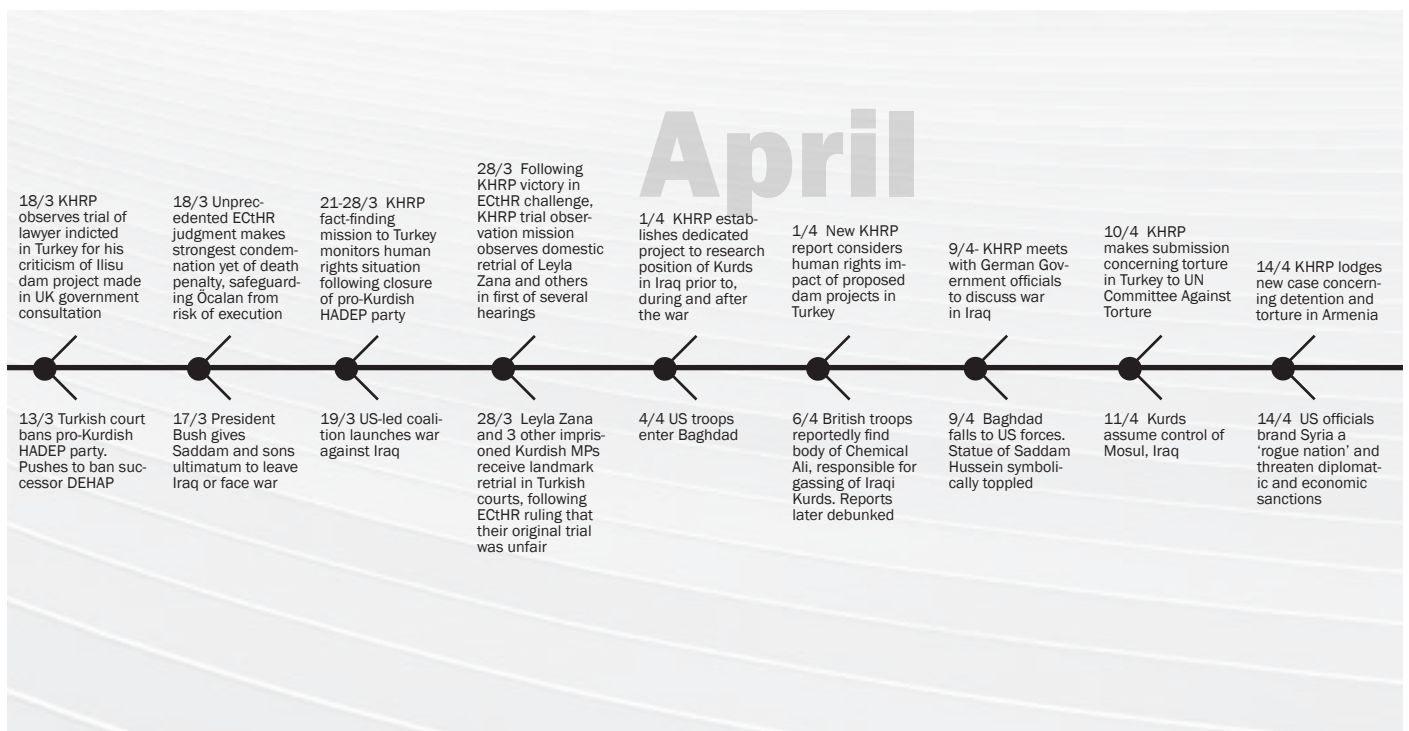 April
18/3 KHRP
observes trial of
lawyer indicted
in Turkey for his
criticism of Ilisu
dam project made
in UK government
consultation
18/3 Unprec-
edented ECtHR
judgment makes
strongest condem-
nation yet of death
penalty, safeguard-
ing Öcalan from
risk of execution
21-28/3 KHRP
fact-finding
mission to Turkey
monitors human
rights situation
following closure
of pro-Kurdish
HADEP party
28/3 Following
KHRP victory in
ECtHR challenge,
KHRP trial obser-
vation mission
observes domestic
retrial of Leyla
Zana and others
in first of several
hearings
1/4 KHRP estab-
lishes dedicated
project to research
position of Kurds
in Iraq prior to,
during and after
the war
1/4 New KHRP
report considers
human rights im-
pact of proposed
dam projects in
Turkey
9/4- KHRP meets
with German Gov-
ernment officials
to discuss war
in Iraq
10/4 KHRP
makes submission
concerning torture
in Turkey to UN
Committee Against
Torture
14/4 KHRP lodges
new case concern-
ing detention and
torture in Armenia
13/3 Turkish court
bans pro-Kurdish
HADEP party.
Pushes to ban suc-
cessor DEHAP
17/3 President
Bush gives
Saddam and sons
ultimatum to leave
Iraq or face war
19/3 US-led coali-
tion launches war
against Iraq
28/3 Leyla Zana
and 3 other impris-
oned Kurdish MPs
receive landmark
retrial in Turkish
courts, following
ECtHR ruling that
their original trial
was unfair
4/4 US troops
enter Baghdad
6/4 British troops
reportedly find
body of Chemical
Ali, responsible for
gassing of Iraqi
Kurds. Reports
later debunked
9/4 Baghdad
falls to US forces.
Statue of Saddam
Hussein symboli-
cally toppled
11/4 Kurds
assume control of
Mosul, Iraq
14/4 US officials
brand Syria a
‘rogue nation’ and
threaten diplomat-
ic and economic
sanctions